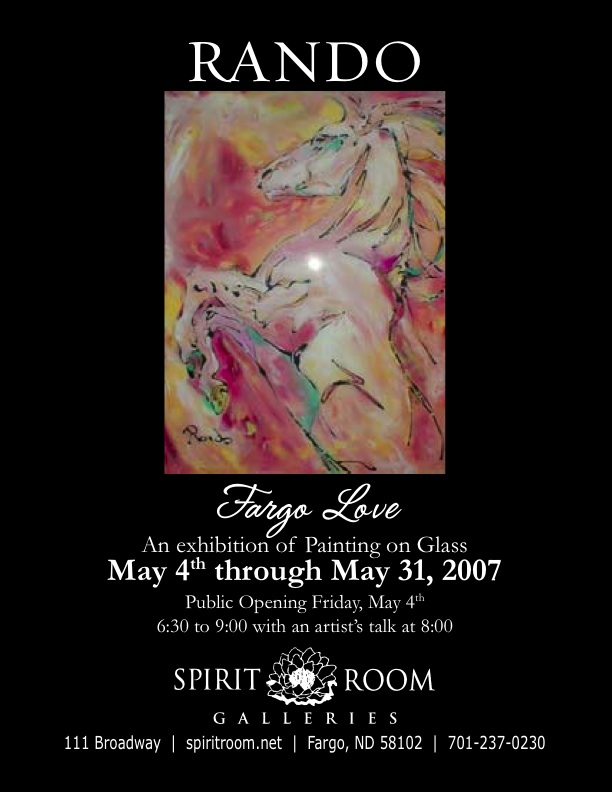 RANDO
Rando
Fargo Love
An exhibition of Painting on Glass
May 4th through May 31, 2007
Public Opening Friday, May 4th
6:30 to 9:00 with an artist's talk at 8:00
SPIRIT ROOM
GALLERIES
111 Broadway | spiritroom.net | Fargo, ND 58102 | 701-237-0230